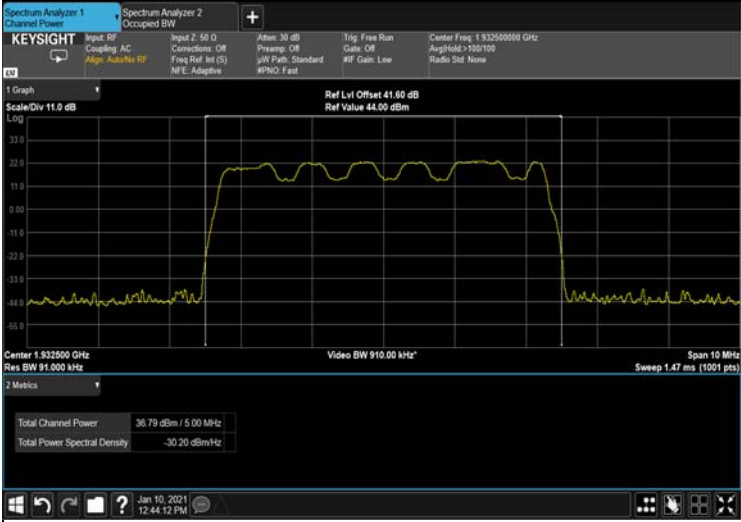 Spectrum Analyzer 1
Channel Power
Spectrum Analyzer 2
Occupied BW
+
KEYSIGHT
EXT
Input: RF
Coupling: AC
Align: Auto/No RF
Input Z: 50 Ω
Corrections: Off
Freq Ref: Int (S)
NFE: Adaptive
Atten: 30 dB
Preamp: Off
µW Path: Standard
#PNO: Fast
Trig: Free Run
Gate: Off
#IF Gain: Low
Center Freq: 1.932500000 GHz
Avg|Hold:>100/100
Radio Std: None
1 Graph
Scale/Div 11.0 dB
Ref Lvl Offset 41.60 dB
Ref Value 44.00 dBm
Log
33.0
22.0
11.0
0.00
-11.0
-22.0
-33.0
-44.0
-55.0
Center 1.932500 GHz
Video BW 910.00 kHz*
Span 10 MHz
Res BW 91.000 kHz
Sweep 1.47 ms (1001 pts)
2 Metrics
Total Channel Power 36.79 dBm / 5.00 MHz
Total Power Spectral Density -30.20 dBm/Hz
?
Jan 10, 2021
12:44:12 PM